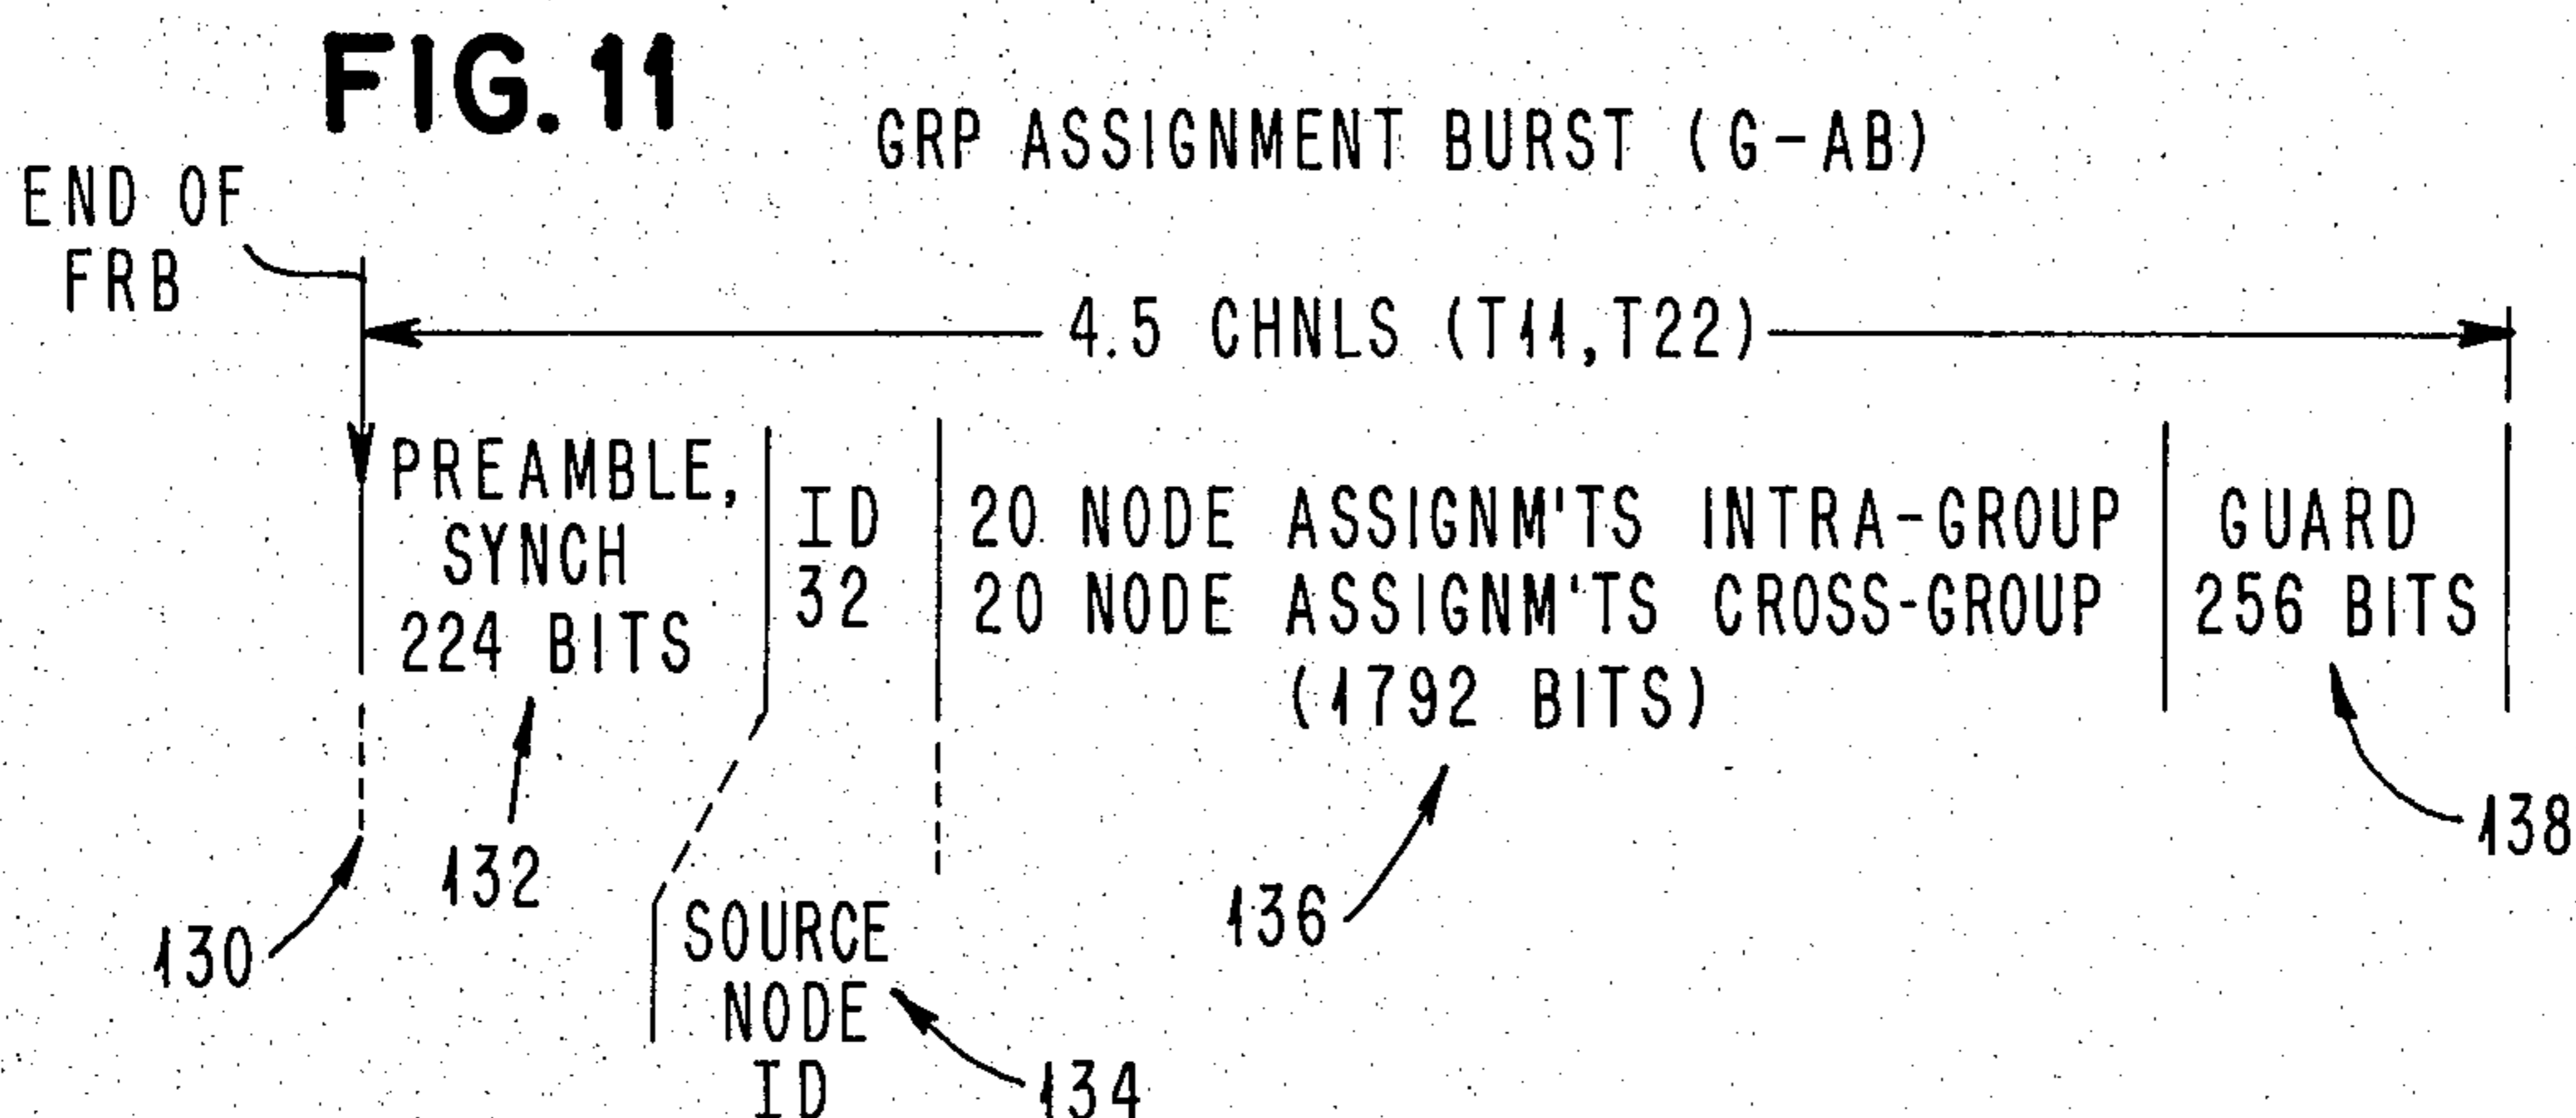 FIG. 11
GRP ASSIGNMENT BURST (G-AB)
END OF
FRB
4.5 CHNLS (T11,T22)
PREAMBLE,
SYNCH
224 BITS
ID
32
20 NODE ASSIGNM'TS INTRA-GROUP
20 NODE ASSIGNM'TS CROSS-GROUP
(1792 BITS)
GUARD
256 BITS
130
132
SOURCE
NODE
ID
134
136
138